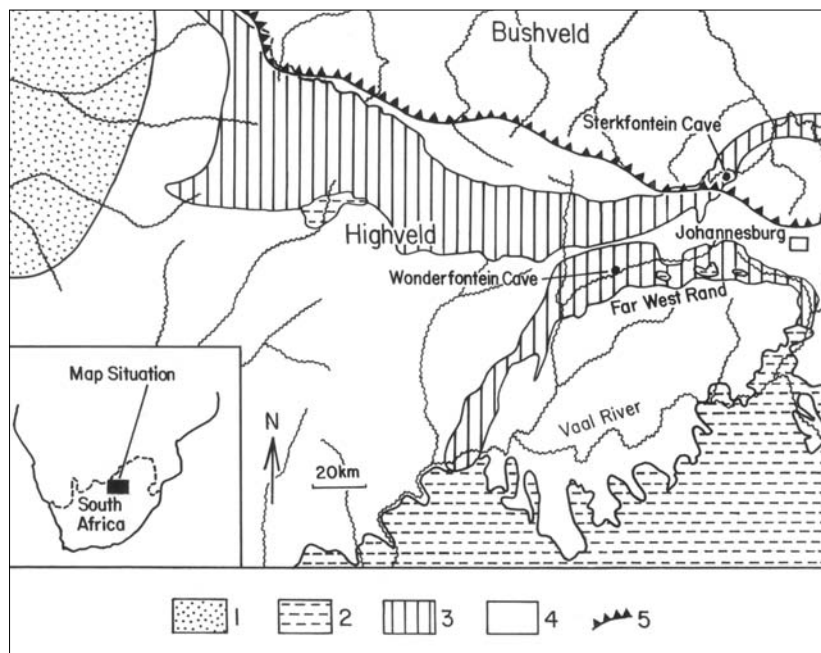 Bushveld
Sterkfontein Cave
Highveld
Johannesburg
Wonderfontein Cave
Far West Rand
Map Situation
South
Africa
N
20km
Vaal River
1
2
3
4
5